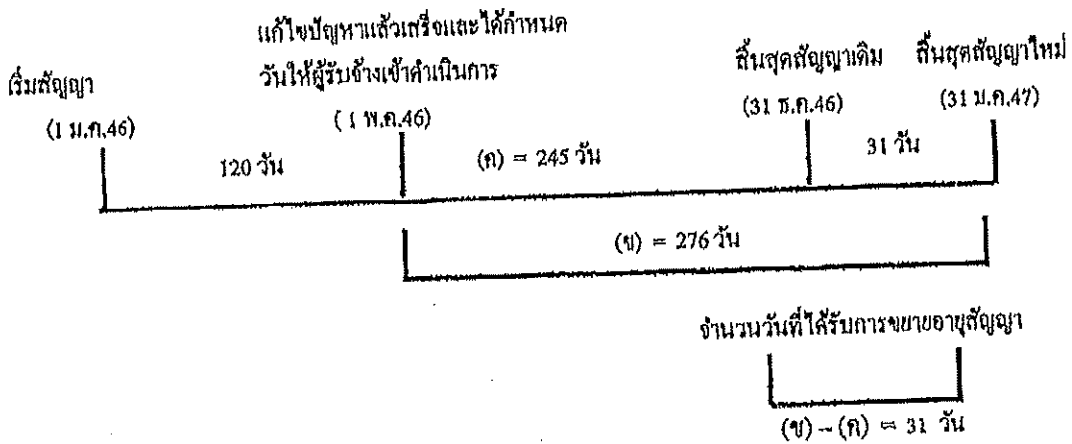 แก้ไขปัญหาแล้วเสร็จและได้กำหนด
วันให้ผู้รับจ้างเข้าดำเนินการ
เริ่มสัญญา
สิ้นสุดสัญญาเดิม
สิ้นสุดสัญญาใหม่
(1 ม.ค.46)
(1 พ.ค.46)
(31 ธ.ค.46)
(31 ม.ค.47)
120 วัน
(ค) = 245 วัน
31 วัน
(ข) = 276 วัน
จำนวนวันที่ได้รับการขยายอายุสัญญา
(ข) - (ค) = 31 วัน